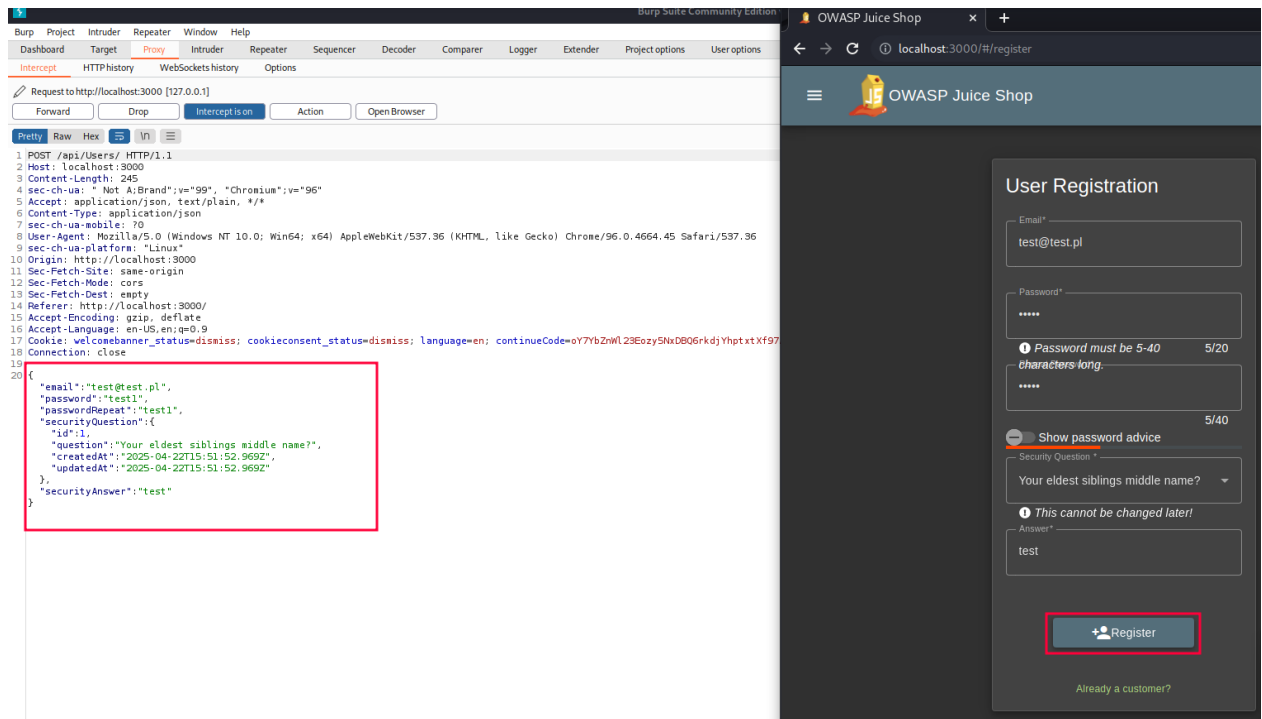 Burp Suite Community Edition
Burp Project Intruder Repeater Window Help
Dashboard Target Proxy Intruder Repeater Sequencer Decoder Comparer Logger Extender Project options User options
Intercept HTTP history WebSockets history Options
Request to http://localhost:3000 [127.0.0.1]
Forward Drop Intercept is on Action Open Browser
Pretty Raw Hex \n
1 POST /api/Users/ HTTP/1.1
2 Host: localhost:3000
3 Content-Length: 245
4 sec-ch-ua: " Not A;Brand";v="99", "Chromium";v="96"
5 Accept: application/json, text/plain, */*
6 Content-Type: application/json
7 sec-ch-ua-mobile: ?0
8 User-Agent: Mozilla/5.0 (Windows NT 10.0; Win64; x64) AppleWebKit/537.36 (KHTML, like Gecko) Chrome/96.0.4664.45 Safari/537.36
9 sec-ch-ua-platform: "Linux"
10 Origin: http://localhost:3000
11 Sec-Fetch-Site: same-origin
12 Sec-Fetch-Mode: cors
13 Sec-Fetch-Dest: empty
14 Referer: http://localhost:3000/
15 Accept-Encoding: gzip, deflate
16 Accept-Language: en-US,en;q=0.9
17 Cookie: welcomebanner_status=dismiss; cookieconsent_status=dismiss; language=en; continueCode=oY7YbZnWl23Eozy5NxDBQ6rkdjYhptxtXf97
18 Connection: close
19
20 {
"email":"test@test.pl",
"password":"test1",
"passwordRepeat":"test1",
"securityQuestion":{
"id":1,
"question":"Your eldest siblings middle name?",
"createdAt":"2025-04-22T15:51:52.969Z",
"updatedAt":"2025-04-22T15:51:52.969Z"
},
"securityAnswer":"test"
}
OWASP Juice Shop
localhost:3000/#/register
JS OWASP Juice Shop
User Registration
Email*
test@test.pl
Password*
•••••
Password must be 5-40 5/20
characters long.
•••••
5/40
Show password advice
Security Question *
Your eldest siblings middle name?
This cannot be changed later!
Answer*
test
Register
Already a customer?